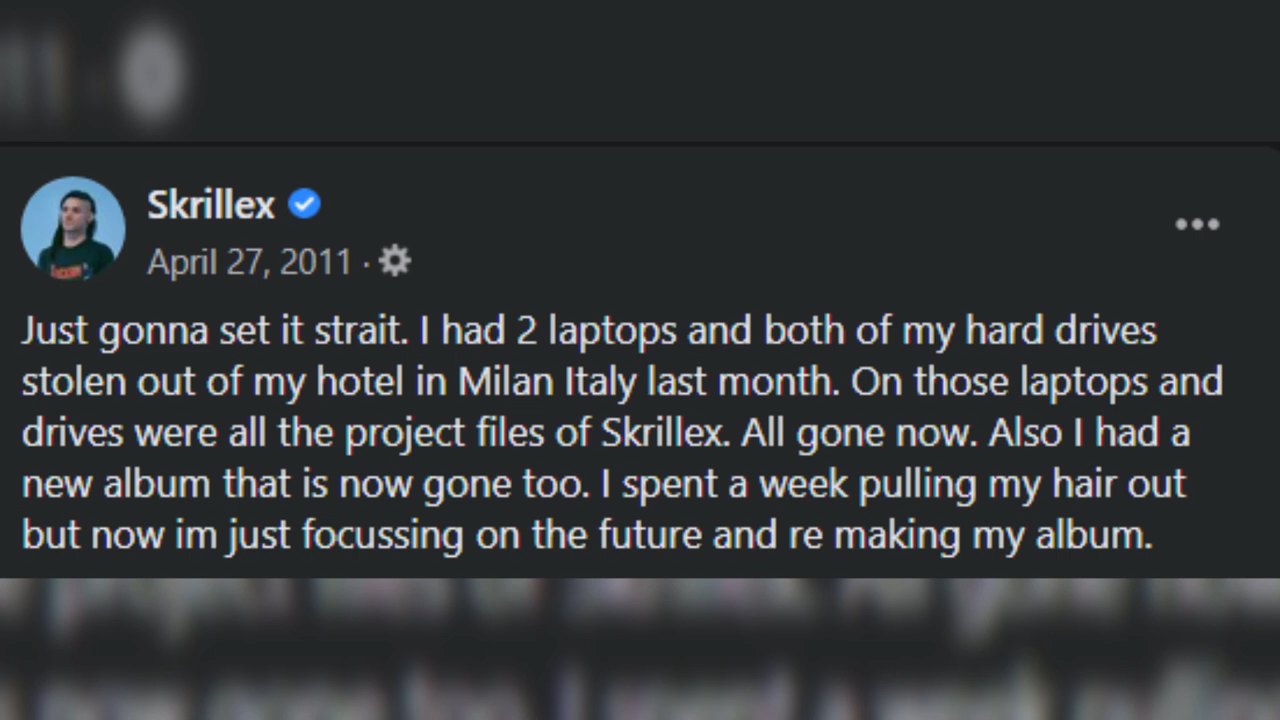 Skrillex
April 27, 2011 ·
Just gonna set it strait. I had 2 laptops and both of my hard drives
stolen out of my hotel in Milan Italy last month. On those laptops and
drives were all the project files of Skrillex. All gone now. Also I had a
new album that is now gone too. I spent a week pulling my hair out
but now im just focussing on the future and re making my album.